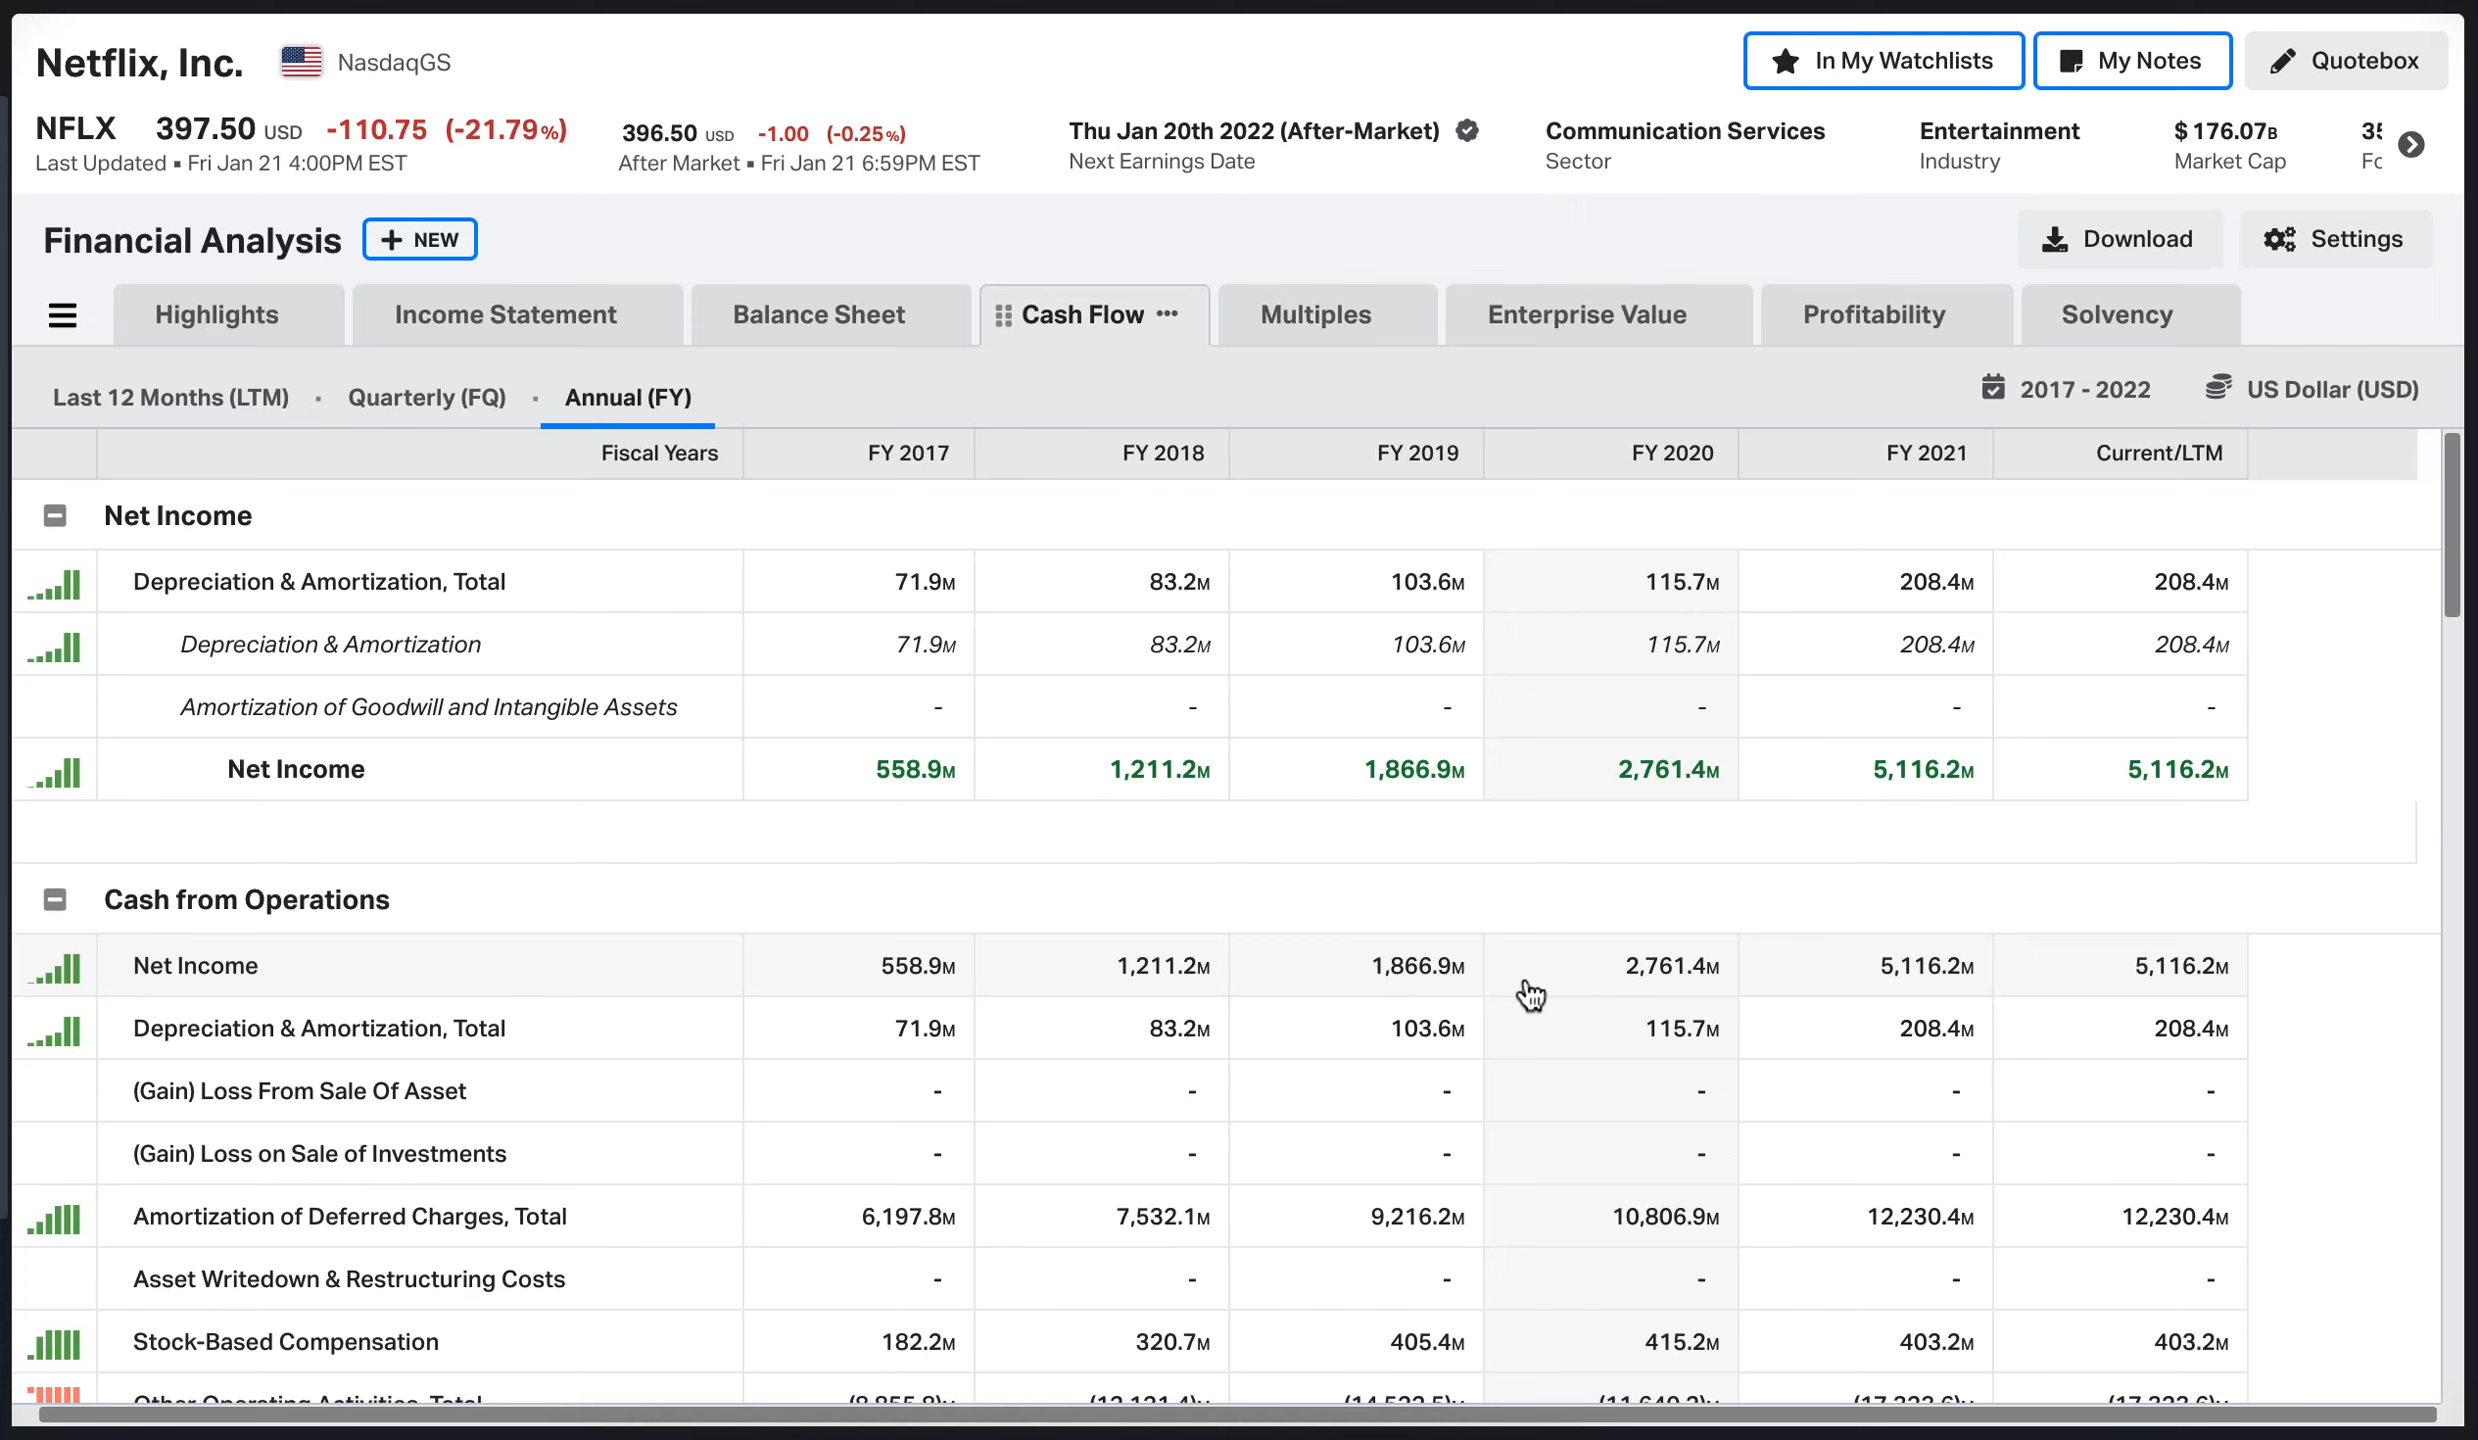 Netflix, Inc. NasdaqGS In My Watchlists My Notes Quotebox
NFLX 397.50 USD -110.75 (-21.79%) 396.50 USD -1.00 (-0.25%) Thu Jan 20th 2022 (After-Market) Communication Services Entertainment $ 176.07B
Last Updated ▪ Fri Jan 21 4:00PM EST After Market ▪ Fri Jan 21 6:59PM EST Next Earnings Date Sector Industry Market Cap
Financial Analysis + NEW Download Settings
Highlights Income Statement Balance Sheet Cash Flow ••• Multiples Enterprise Value Profitability Solvency
Last 12 Months (LTM) · Quarterly (FQ) · Annual (FY) 2017 - 2022 US Dollar (USD)
Fiscal Years FY 2017 FY 2018 FY 2019 FY 2020 FY 2021 Current/LTM
Net Income
Depreciation & Amortization, Total 71.9M 83.2M 103.6M 115.7M 208.4M 208.4M
Depreciation & Amortization 71.9M 83.2M 103.6M 115.7M 208.4M 208.4M
Amortization of Goodwill and Intangible Assets - - - - - -
Net Income 558.9M 1,211.2M 1,866.9M 2,761.4M 5,116.2M 5,116.2M
Cash from Operations
Net Income 558.9M 1,211.2M 1,866.9M 2,761.4M 5,116.2M 5,116.2M
Depreciation & Amortization, Total 71.9M 83.2M 103.6M 115.7M 208.4M 208.4M
(Gain) Loss From Sale Of Asset - - - - - -
(Gain) Loss on Sale of Investments - - - - - -
Amortization of Deferred Charges, Total 6,197.8M 7,532.1M 9,216.2M 10,806.9M 12,230.4M 12,230.4M
Asset Writedown & Restructuring Costs - - - - - -
Stock-Based Compensation 182.2M 320.7M 405.4M 415.2M 403.2M 403.2M
Other Operating Activities, Total